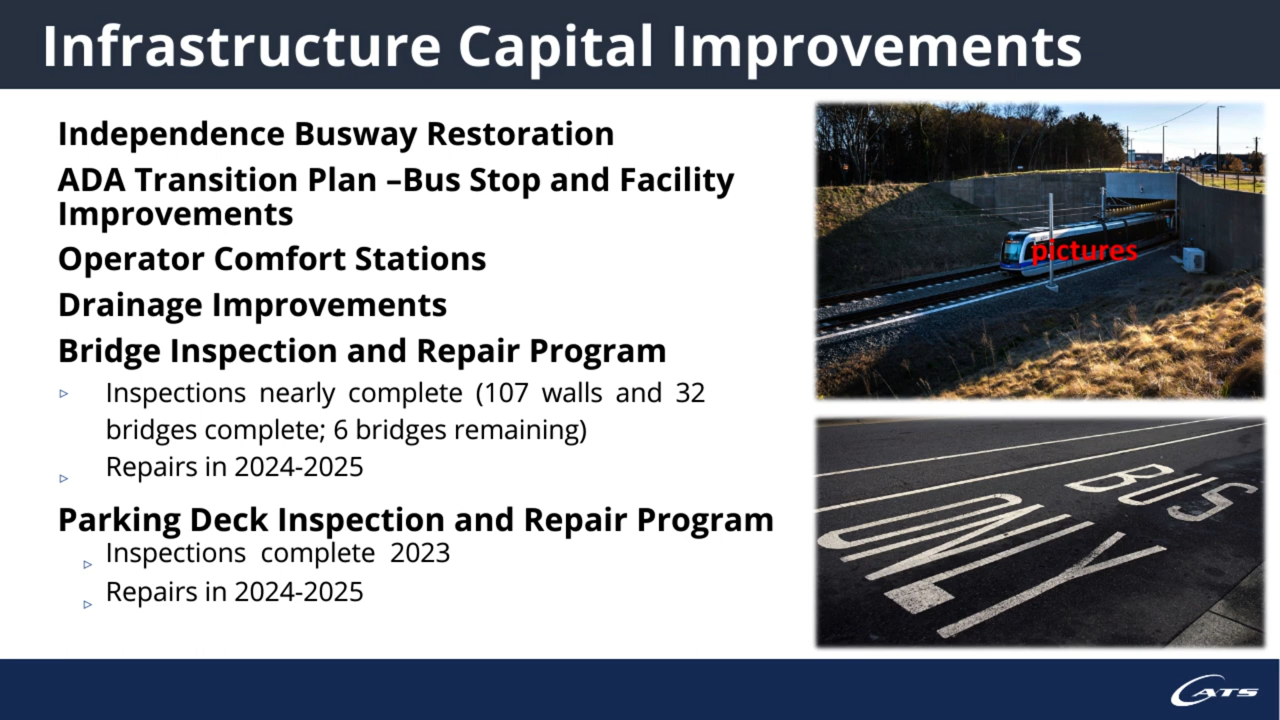 Infrastructure Capital Improvements
Independence Busway Restoration
ADA Transition Plan –Bus Stop and Facility
Improvements
Operator Comfort Stations
Drainage Improvements
Bridge Inspection and Repair Program
Inspections nearly complete (107 walls and 32
bridges complete; 6 bridges remaining)
Repairs in 2024-2025
Parking Deck Inspection and Repair Program
Inspections complete 2023
Repairs in 2024-2025
pictures
BUS
ONLY
CATS